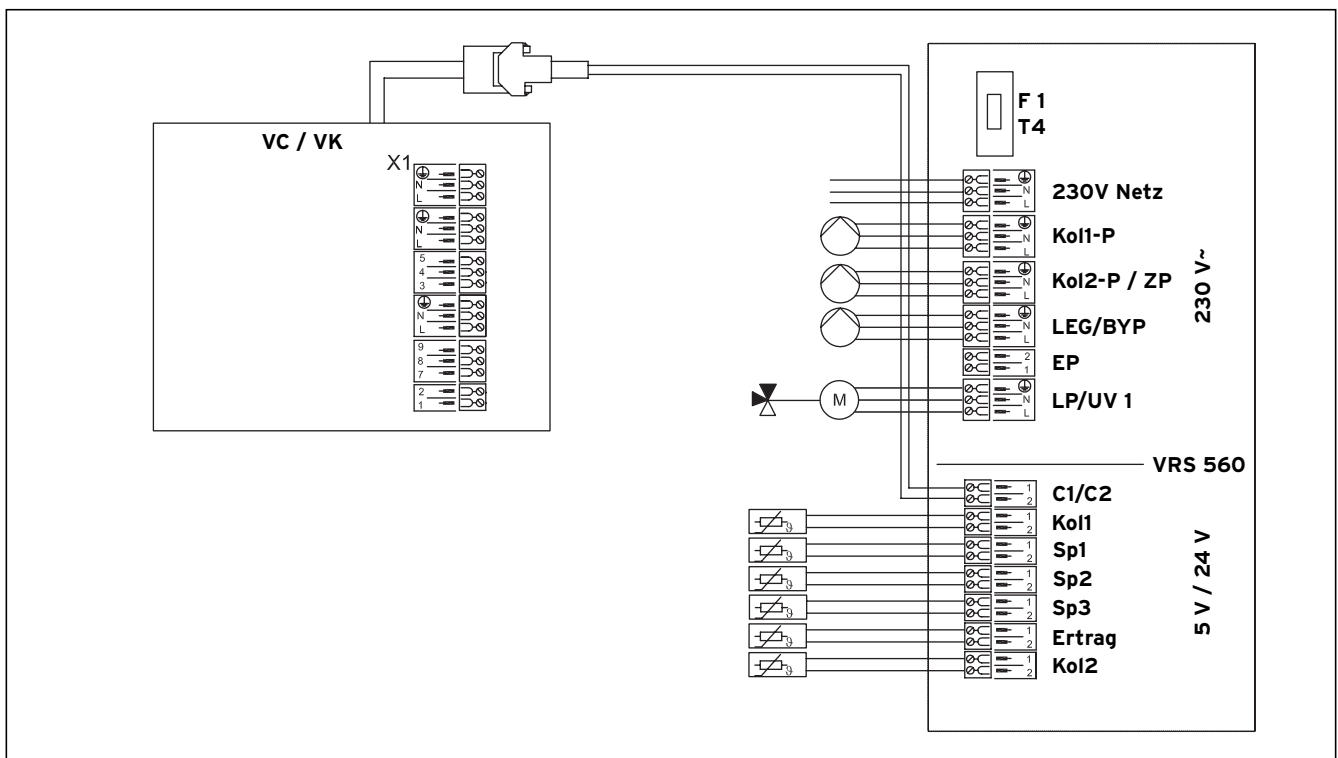 VC / VK
X1
N
L
N
L
5
4
3
N
L
9
8
7
2
1
F 1
T4
N
L
230V Netz
N
L
Kol1-P
N
L
Kol2-P / ZP
N
L
LEG/BYP
2
1
EP
M
N
L
LP/UV 1
230 V~
VRS 560
1
2
C1/C2
ϑ
1
2
Kol1
ϑ
1
2
Sp1
ϑ
1
2
Sp2
ϑ
1
2
Sp3
ϑ
1
2
Ertrag
ϑ
1
2
Kol2
5 V / 24 V